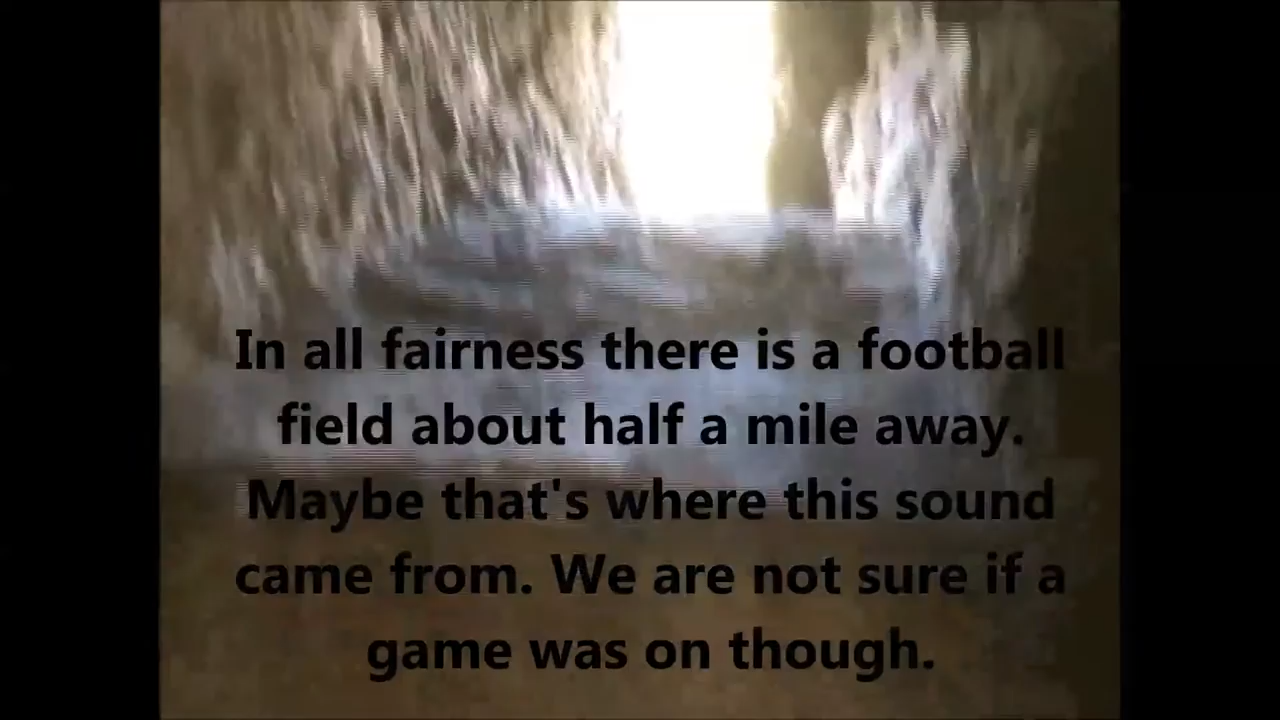 In all fairness there is a football
field about half a mile away.
Maybe that's where this sound
came from. We are not sure if a
game was on though.